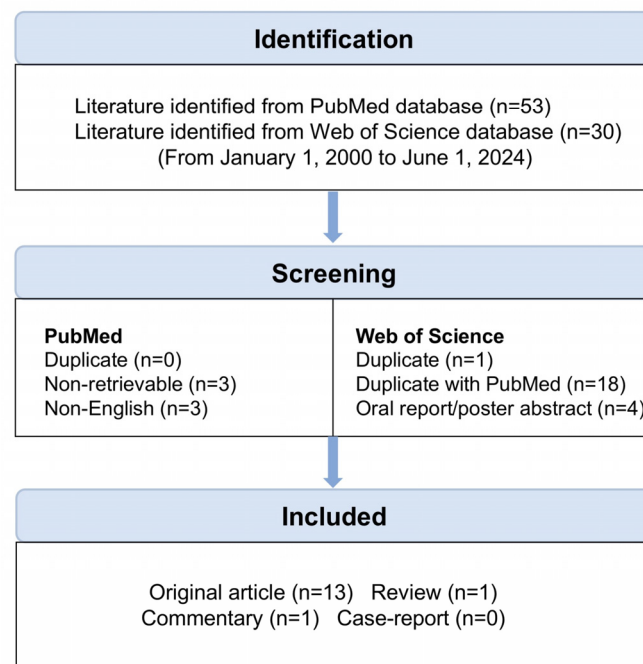 Identification
Literature identified from PubMed database (n=53)
Literature identified from Web of Science database (n=30)
(From January 1, 2000 to June 1, 2024)
Screening
PubMed
Duplicate (n=0)
Non-retrievable (n=3)
Non-English (n=3)
Web of Science
Duplicate (n=1)
Duplicate with PubMed (n=18)
Oral report/poster abstract (n=4)
Included
Original article (n=13) Review (n=1)
Commentary (n=1) Case-report (n=0)